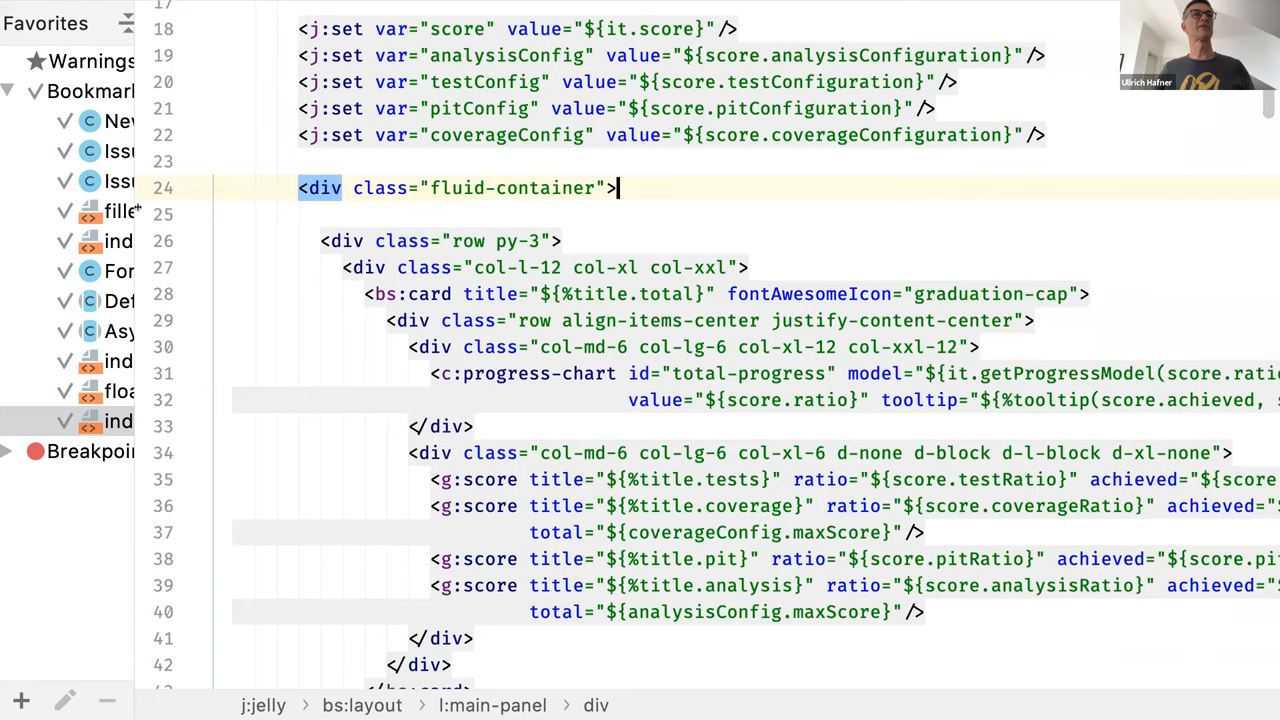 Favorites
Warnings
Bookmar
New
Issu
Issu
fille
ind
For
Def
Asy
ind
floa
ind
Breakpoi
17
18 <j:set var="score" value="${it.score}"/>
19 <j:set var="analysisConfig" value="${score.analysisConfiguration}"/>
20 <j:set var="testConfig" value="${score.testConfiguration}"/>
21 <j:set var="pitConfig" value="${score.pitConfiguration}"/>
22 <j:set var="coverageConfig" value="${score.coverageConfiguration}"/>
23
24 <div class="fluid-container">
25
26 <div class="row py-3">
27 <div class="col-l-12 col-xl col-xxl">
28 <bs:card title="${%title.total}" fontAwesomeIcon="graduation-cap">
29 <div class="row align-items-center justify-content-center">
30 <div class="col-md-6 col-lg-6 col-xl-12 col-xxl-12">
31 <c:progress-chart id="total-progress" model="${it.getProgressModel(score.ratio
32 value="${score.ratio}" tooltip="${%tooltip(score.achieved, s
33 </div>
34 <div class="col-md-6 col-lg-6 col-xl-6 d-none d-block d-l-block d-xl-none">
35 <g:score title="${%title.tests}" ratio="${score.testRatio}" achieved="${score
36 <g:score title="${%title.coverage}" ratio="${score.coverageRatio}" achieved="
37 total="${coverageConfig.maxScore}"/>
38 <g:score title="${%title.pit}" ratio="${score.pitRatio}" achieved="${score.pi
39 <g:score title="${%title.analysis}" ratio="${score.analysisRatio}" achieved="
40 total="${analysisConfig.maxScore}"/>
41 </div>
42 </div>
</bs:card>
j:jelly > bs:layout > l:main-panel > div
Ullrich Hafner